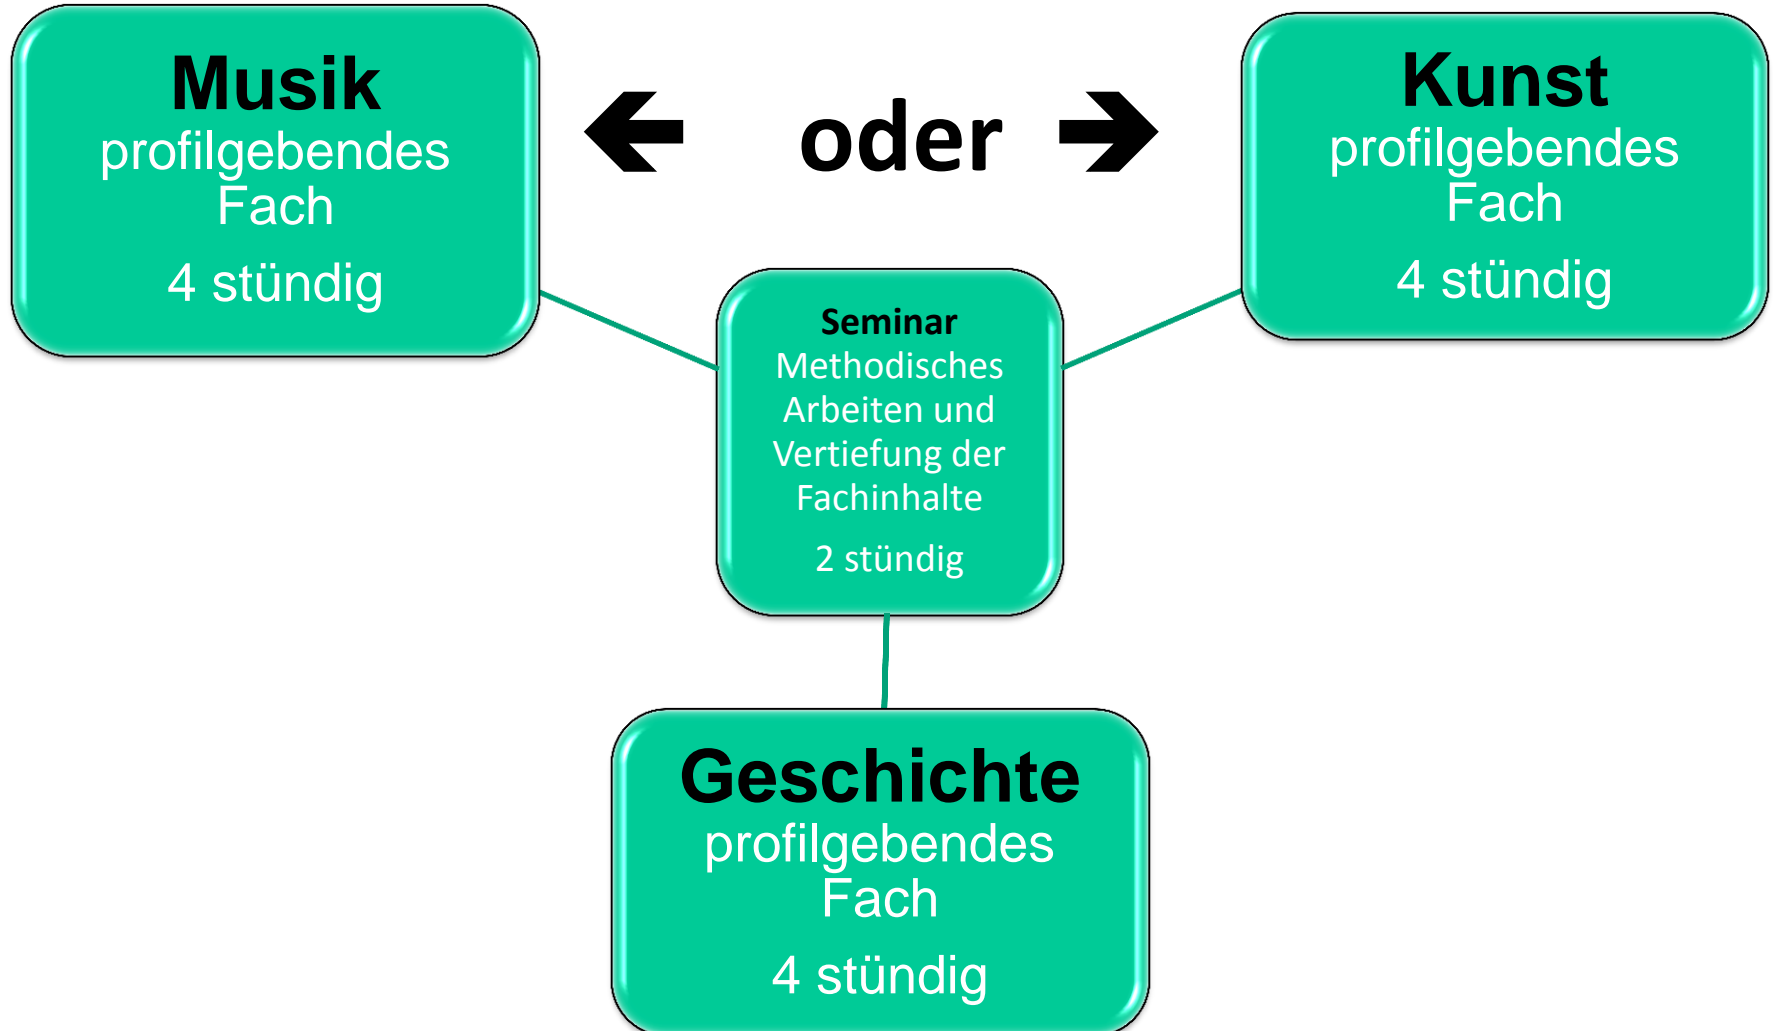 Musik
profilgebendes
Fach
4 stündig
🡸 oder 🡺
Kunst
profilgebendes
Fach
4 stündig
Seminar
Methodisches
Arbeiten und
Vertiefung der
Fachinhalte
2 stündig
Geschichte
profilgebendes
Fach
4 stündig